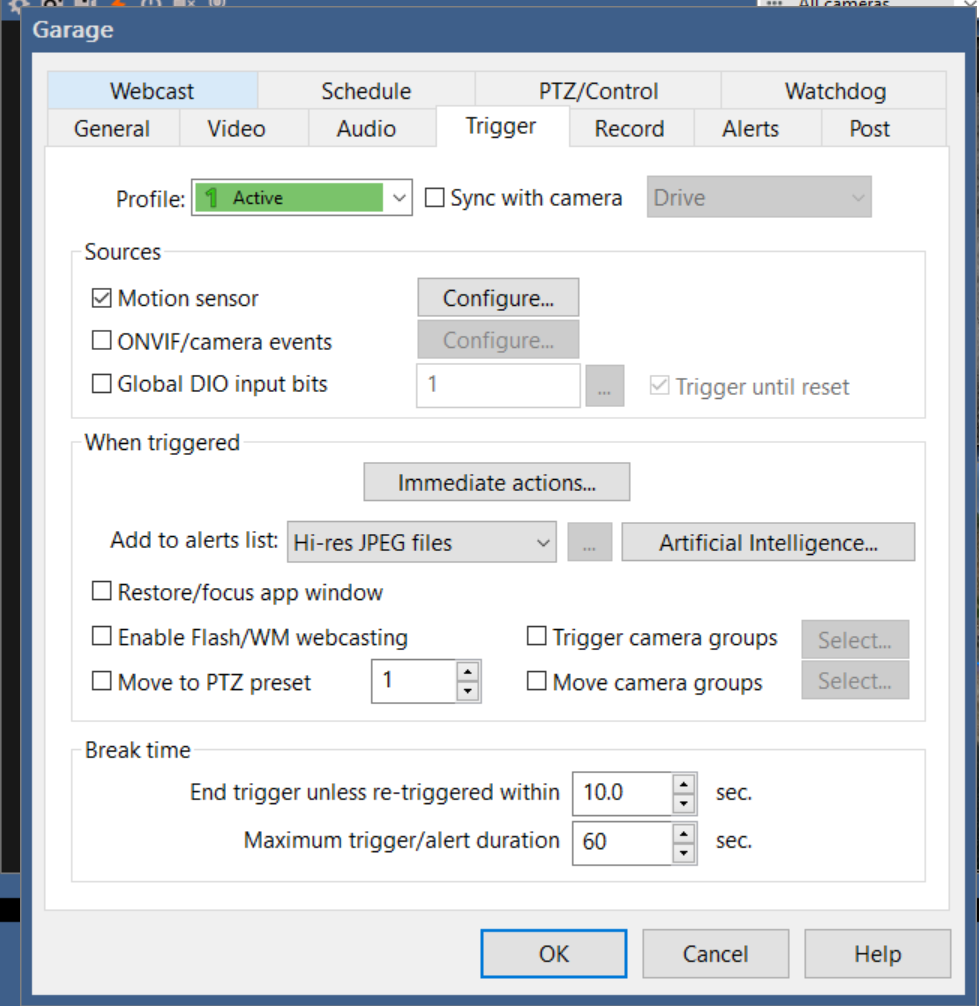 All cameras
Garage
Webcast Schedule PTZ/Control Watchdog
General Video Audio Trigger Record Alerts Post
Profile: 1 Active Sync with camera Drive
Sources
Motion sensor Configure...
ONVIF/camera events Configure...
Global DIO input bits 1 ... Trigger until reset
When triggered
Immediate actions...
Add to alerts list: Hi-res JPEG files ... Artificial Intelligence...
Restore/focus app window
Enable Flash/WM webcasting Trigger camera groups Select...
Move to PTZ preset 1 Move camera groups Select...
Break time
End trigger unless re-triggered within 10.0 sec.
Maximum trigger/alert duration 60 sec.
OK Cancel Help